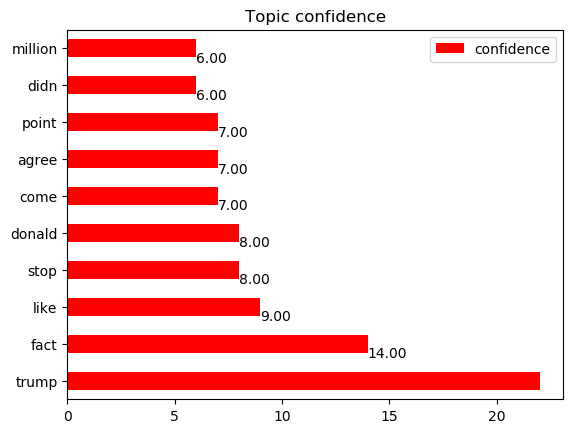 Topic confidence
confidence
million
6.00
didn
6.00
point
7.00
agree
7.00
come
7.00
donald
8.00
stop
8.00
like
9.00
fact
14.00
trump
0
5
10
15
20